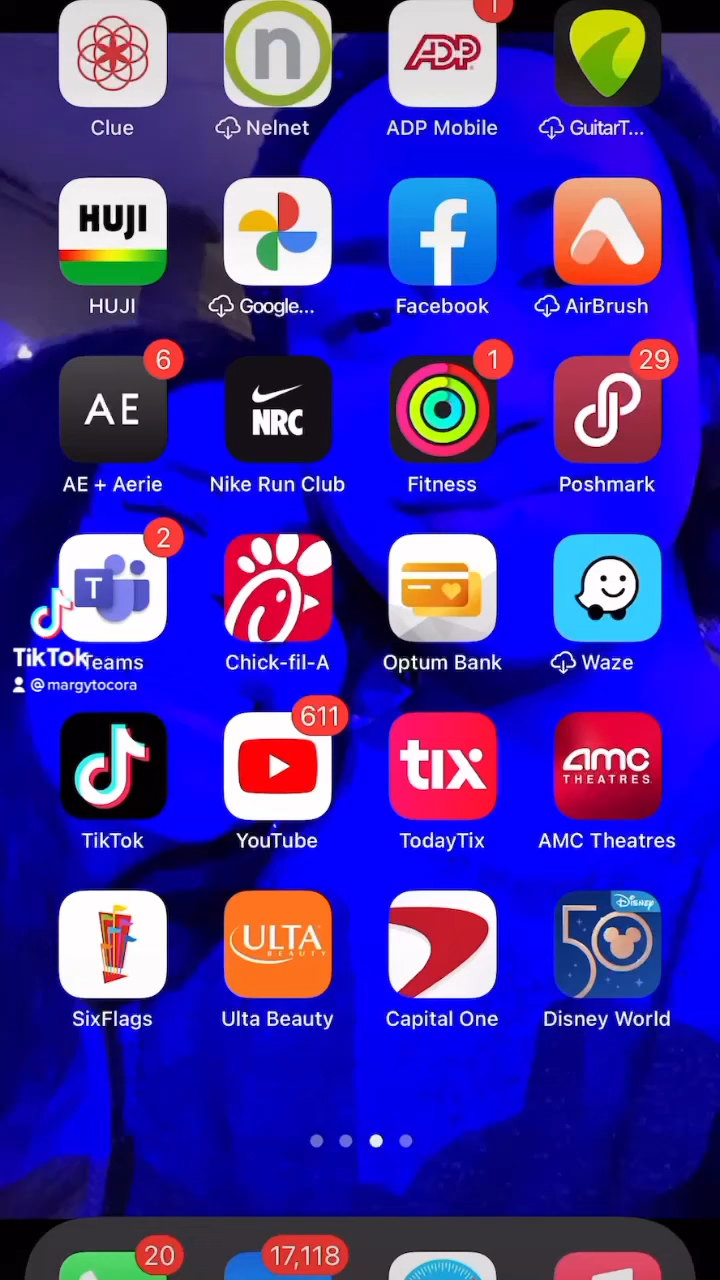 1
n
ADP
Clue
Nelnet
ADP Mobile
GuitarT...
HUJI
HUJI
Google...
Facebook
AirBrush
6
1
29
AE
NRC
AE + Aerie
Nike Run Club
Fitness
Poshmark
2
T
TikTok
Teams
Chick-fil-A
Optum Bank
Waze
@margytocora
611
tix
amc
THEATRES
TikTok
YouTube
TodayTix
AMC Theatres
Disney
50
ULTA
BEAUTY
SixFlags
Ulta Beauty
Capital One
Disney World
20
17,118